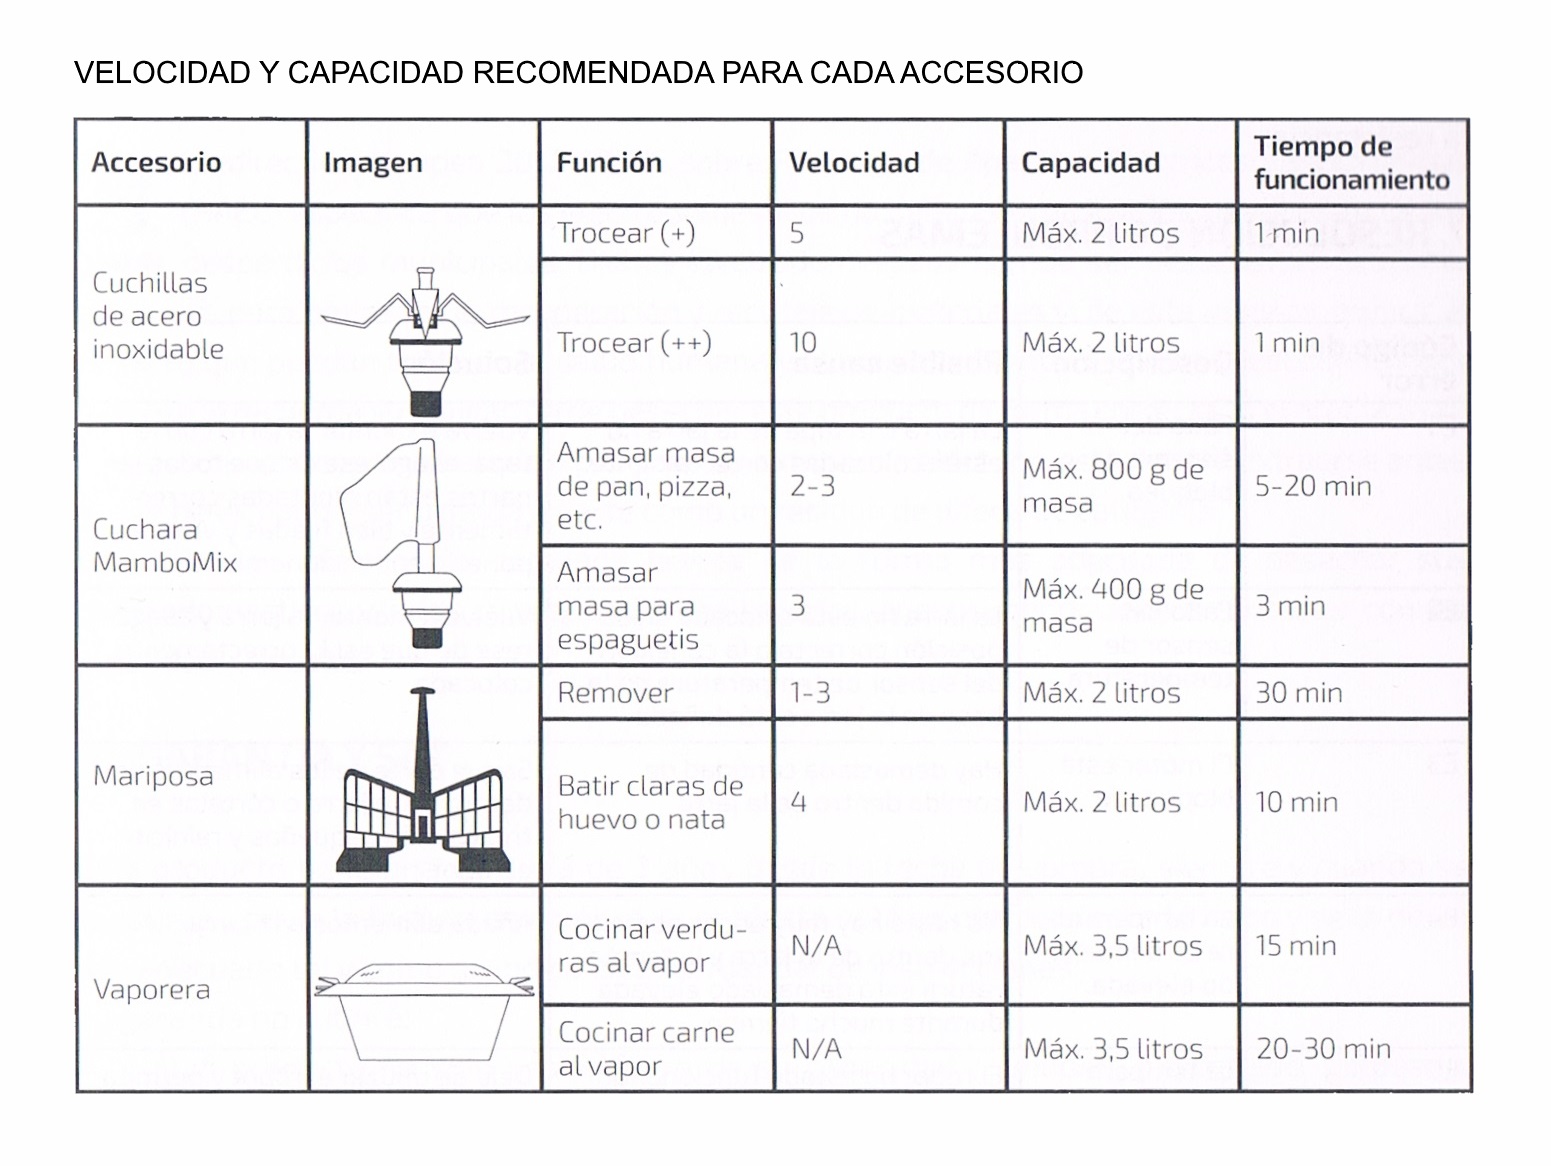 VELOCIDAD Y CAPACIDAD RECOMENDADA PARA CADA ACCESORIO
Accesorio Imagen Función Velocidad Capacidad Tiempo de
funcionamiento
Cuchillas
de acero
inoxidable
Trocear (+) 5 Máx. 2 litros 1 min
Trocear (++) 10 Máx. 2 litros 1 min
Cuchara
MamboMix
Amasar masa
de pan, pizza,
etc.
2-3
Máx. 800 g de
masa
5-20 min
Amasar
masa para
espaguetis
3
Máx. 400 g de
masa
3 min
Mariposa
Remover 1-3 Máx. 2 litros 30 min
Batir claras de
huevo o nata
4 Máx. 2 litros 10 min
Vaporera
Cocinar verdu-
ras al vapor
N/A Máx. 3,5 litros 15 min
Cocinar carne
al vapor
N/A Máx. 3,5 litros 20-30 min